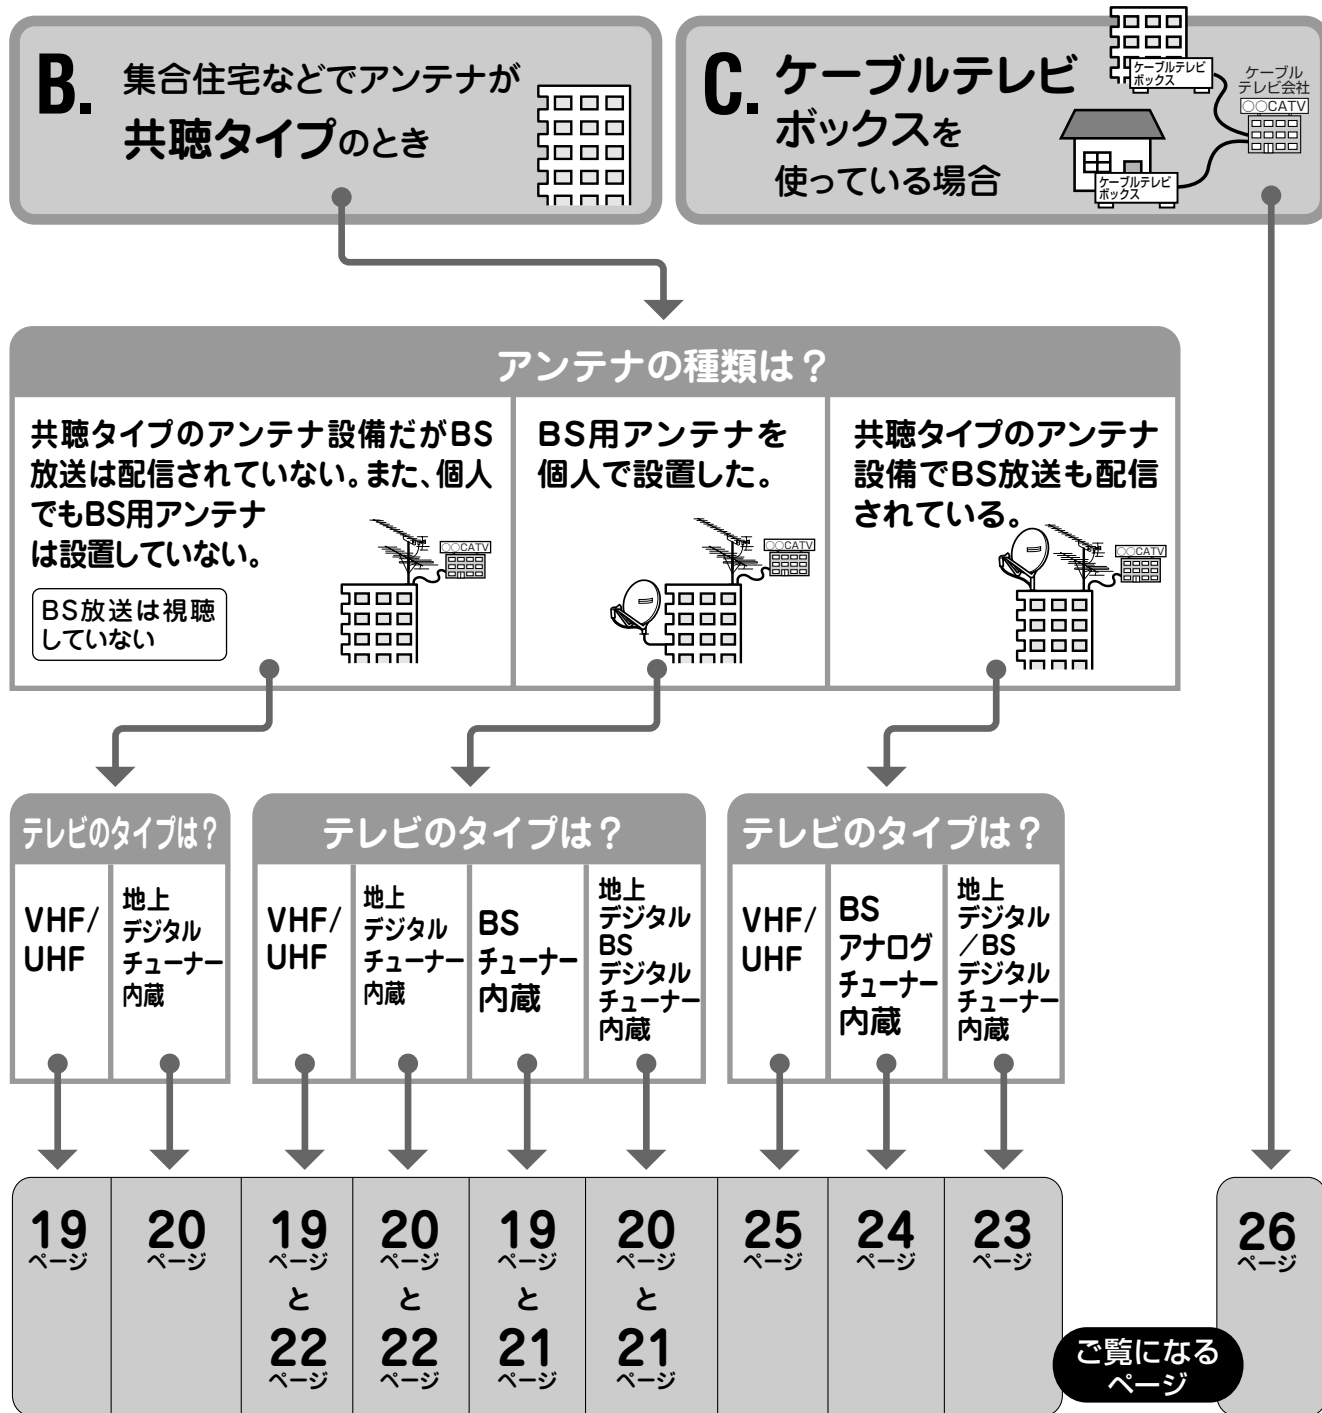 B. 集合住宅などでアンテナが
共聴タイプのとき
C. ケーブルテレビ
ボックスを
使っている場合
ケーブルテレビ
ボックス
ケーブル
テレビ会社
○○CATV
ケーブルテレビ
ボックス
アンテナの種類は？
共聴タイプのアンテナ設備だがBS
放送は配信されていない。また、個人
でもBS用アンテナ
は設置していない。
○○CATV
BS放送は視聴
していない
BS用アンテナを
個人で設置した。
○○CATV
共聴タイプのアンテナ
設備でBS放送も配信
されている。
○○CATV
テレビのタイプは？
VHF/
UHF
地上
デジタル
チューナー
内蔵
テレビのタイプは？
VHF/
UHF
地上
デジタル
チューナー
内蔵
BS
チューナー
内蔵
地上
デジタル
BS
デジタル
チューナー
内蔵
テレビのタイプは？
VHF/
UHF
BS
アナログ
チューナー
内蔵
地上
デジタル
／BS
デジタル
チューナー
内蔵
19
ページ
20
ページ
19
ページ
と
22
ページ
20
ページ
と
22
ページ
19
ページ
と
21
ページ
20
ページ
と
21
ページ
25
ページ
24
ページ
23
ページ
26
ページ
ご覧になる
ページ